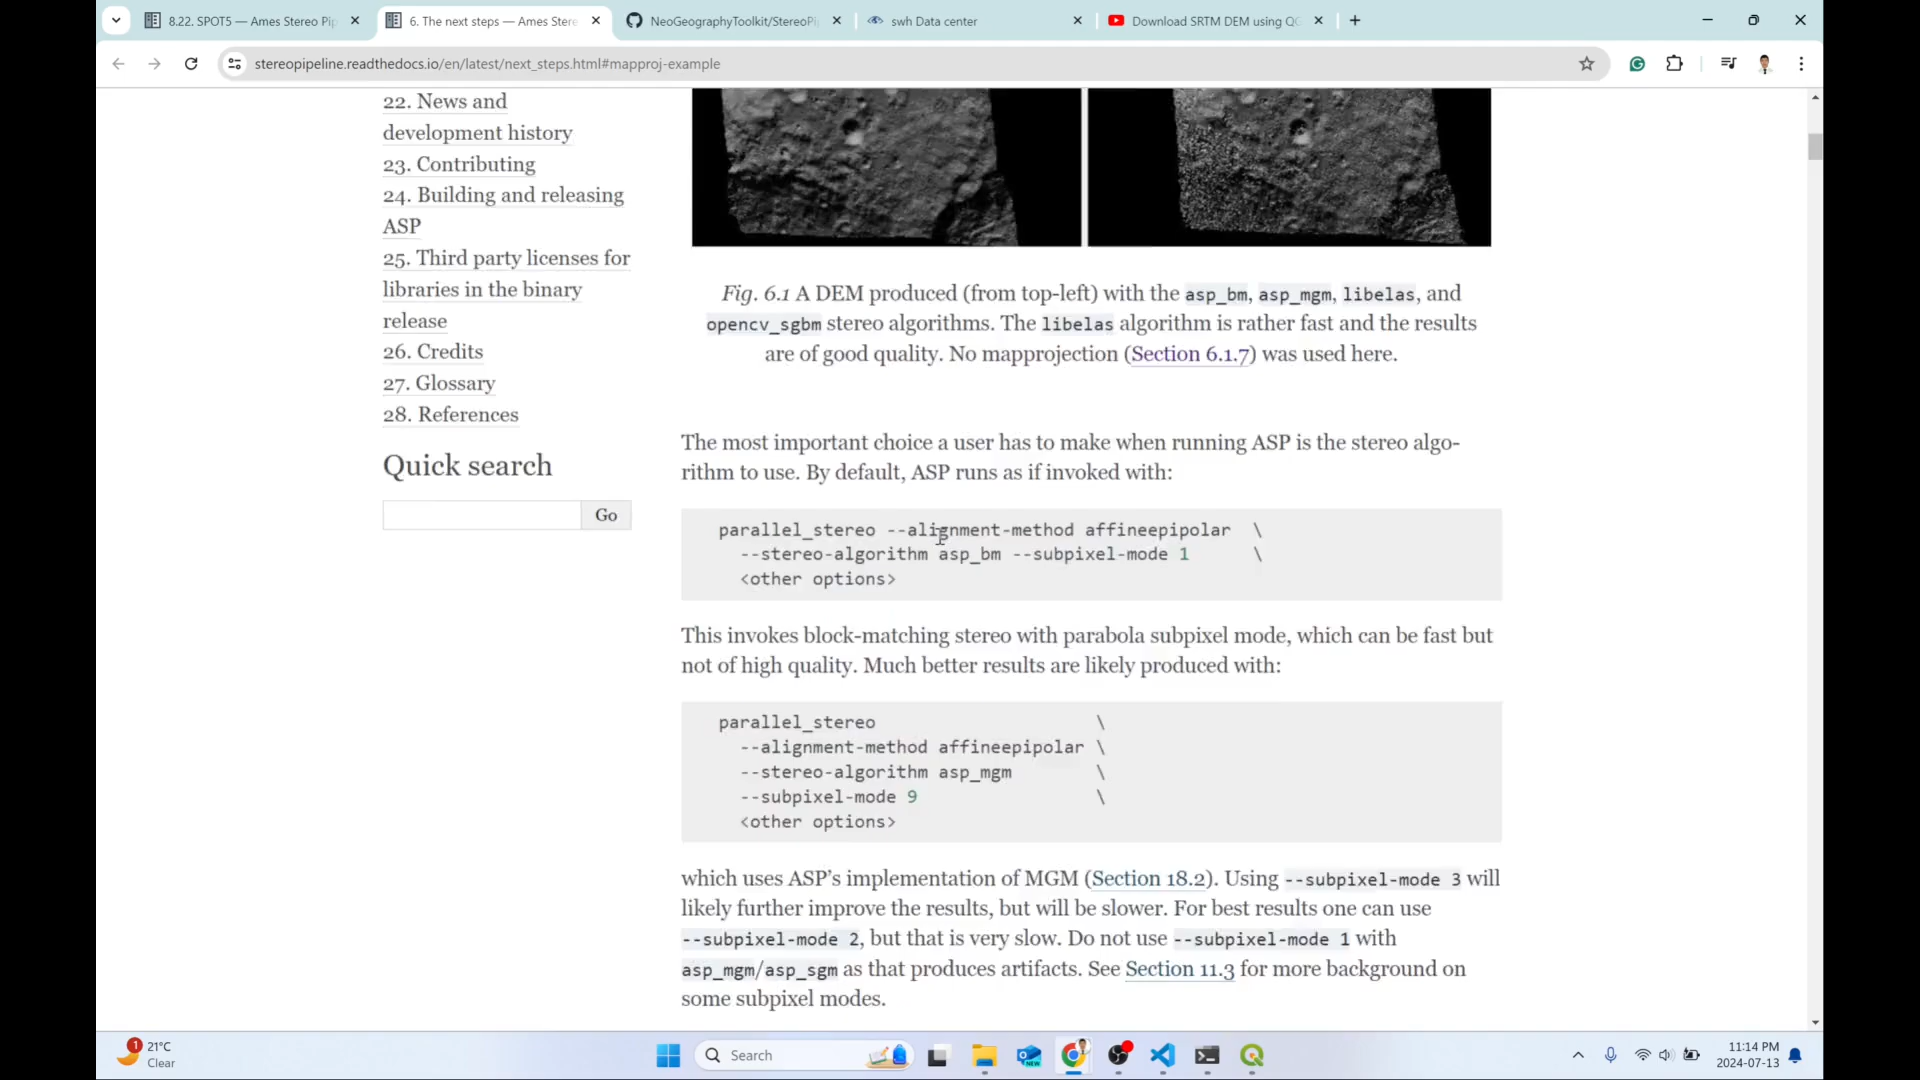 8.22. SPOT5 — Ames Stereo Pip
6. The next steps — Ames Stere
NeoGeographyToolkit/StereoPi
swh Data center
Download SRTM DEM using QG
stereopipeline.readthedocs.io/en/latest/next_steps.html#mapproj-example
22. News and
development history
23. Contributing
24. Building and releasing
ASP
25. Third party licenses for
libraries in the binary
release
26. Credits
27. Glossary
28. References
Quick search
Go
Fig. 6.1 A DEM produced (from top-left) with the asp_bm, asp_mgm, libelas, and
opencv_sgbm stereo algorithms. The libelas algorithm is rather fast and the results
are of good quality. No mapprojection (Section 6.1.7) was used here.
The most important choice a user has to make when running ASP is the stereo algo-
rithm to use. By default, ASP runs as if invoked with:
parallel_stereo --alignment-method affineepipolar \
--stereo-algorithm asp_bm --subpixel-mode 1 \
<other options>
This invokes block-matching stereo with parabola subpixel mode, which can be fast but
not of high quality. Much better results are likely produced with:
parallel_stereo \
--alignment-method affineepipolar \
--stereo-algorithm asp_mgm \
--subpixel-mode 9 \
<other options>
which uses ASP’s implementation of MGM (Section 18.2). Using --subpixel-mode 3 will
likely further improve the results, but will be slower. For best results one can use
--subpixel-mode 2, but that is very slow. Do not use --subpixel-mode 1 with
asp_mgm/asp_sgm as that produces artifacts. See Section 11.3 for more background on
some subpixel modes.
1
21°C
Clear
Search
NEW
11:14 PM
2024-07-13